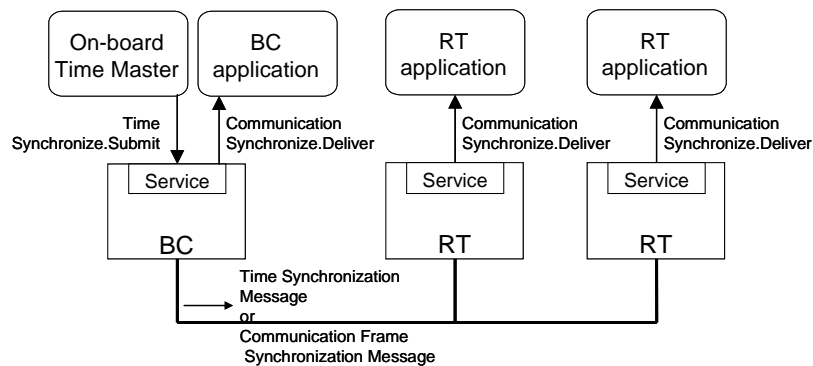 On-board
Time Master
BC
application
RT
application
RT
application
Time
Synchronize.Submit
Communication
Synchronize.Deliver
Communication
Synchronize.Deliver
Communication
Synchronize.Deliver
Service
Service
Service
BC
RT
RT
Time Synchronization
Message
or
Communication Frame
Synchronization Message